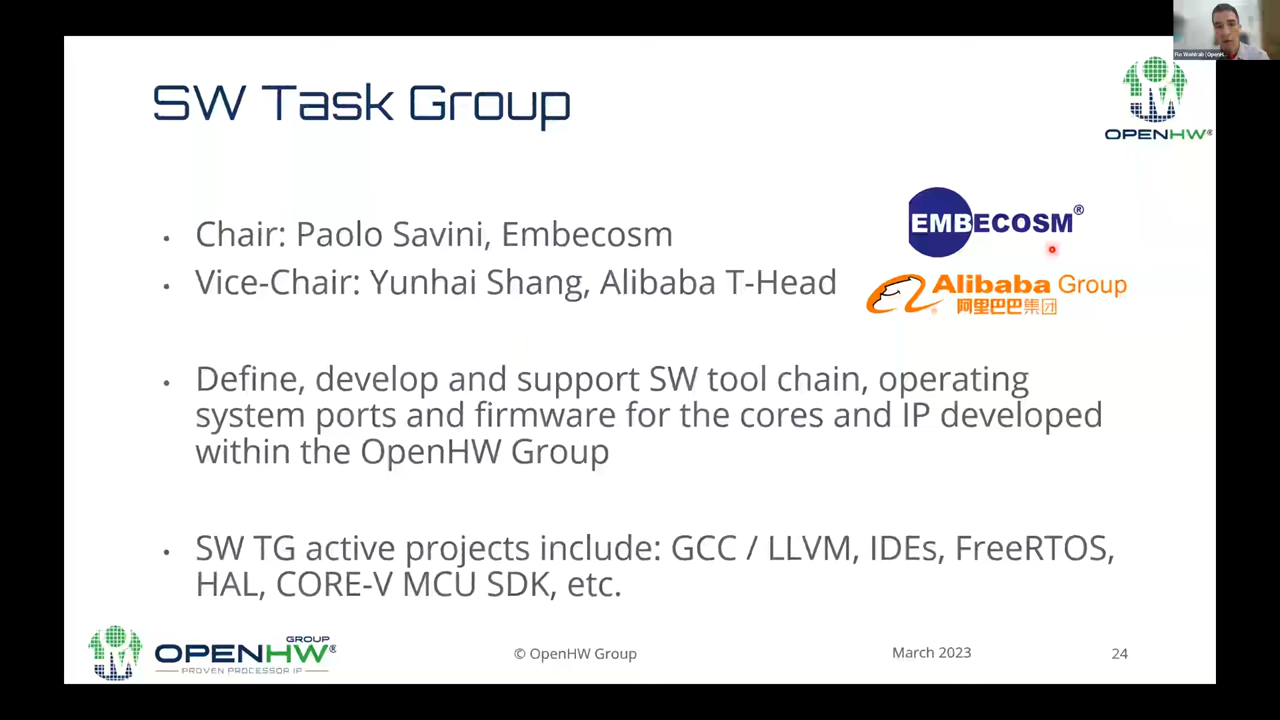 SW Task Group
OPENHW®
• Chair: Paolo Savini, Embecosm
• Vice-Chair: Yunhai Shang, Alibaba T-Head
EMBECOSM®
Alibaba Group
阿里巴巴集团
• Define, develop and support SW tool chain, operating
system ports and firmware for the cores and IP developed
within the OpenHW Group
• SW TG active projects include: GCC / LLVM, IDEs, FreeRTOS,
HAL, CORE-V MCU SDK, etc.
OPENHW® GROUP
PROVEN PROCESSOR IP
© OpenHW Group
March 2023
24